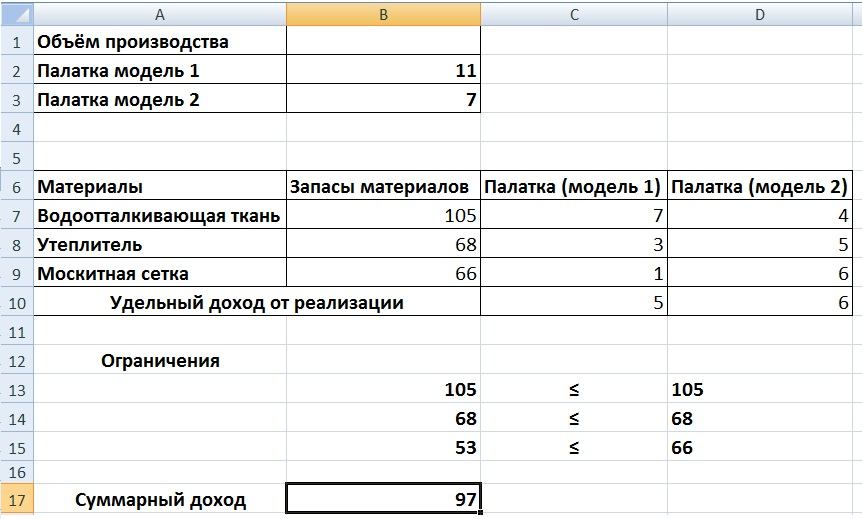 A B C D
1 Объём производства
2 Палатка модель 1 11
3 Палатка модель 2 7
4
5
6 Материалы Запасы материалов Палатка (модель 1) Палатка (модель 2)
7 Водоотталкивающая ткань 105 7 4
8 Утеплитель 68 3 5
9 Москитная сетка 66 1 6
10 Удельный доход от реализации 5 6
11
12 Ограничения
13 105 ≤ 105
14 68 ≤ 68
15 53 ≤ 66
16
17 Суммарный доход 97